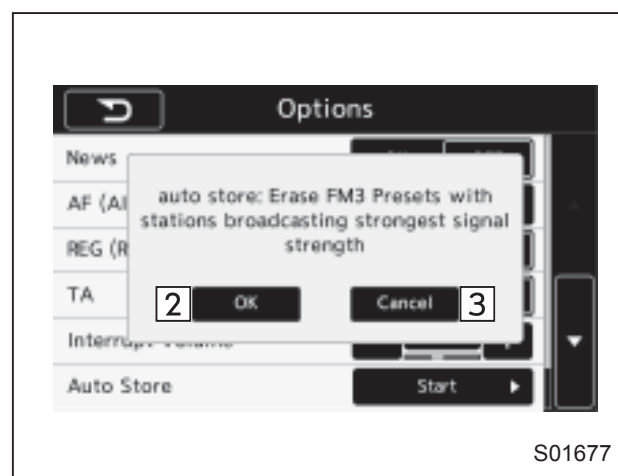 Options
News
AF (Al
auto store: Erase FM3 Presets with
stations broadcasting strongest signal
strength
REG (R
TA
2 OK Cancel 3
Auto Store Start
S01677